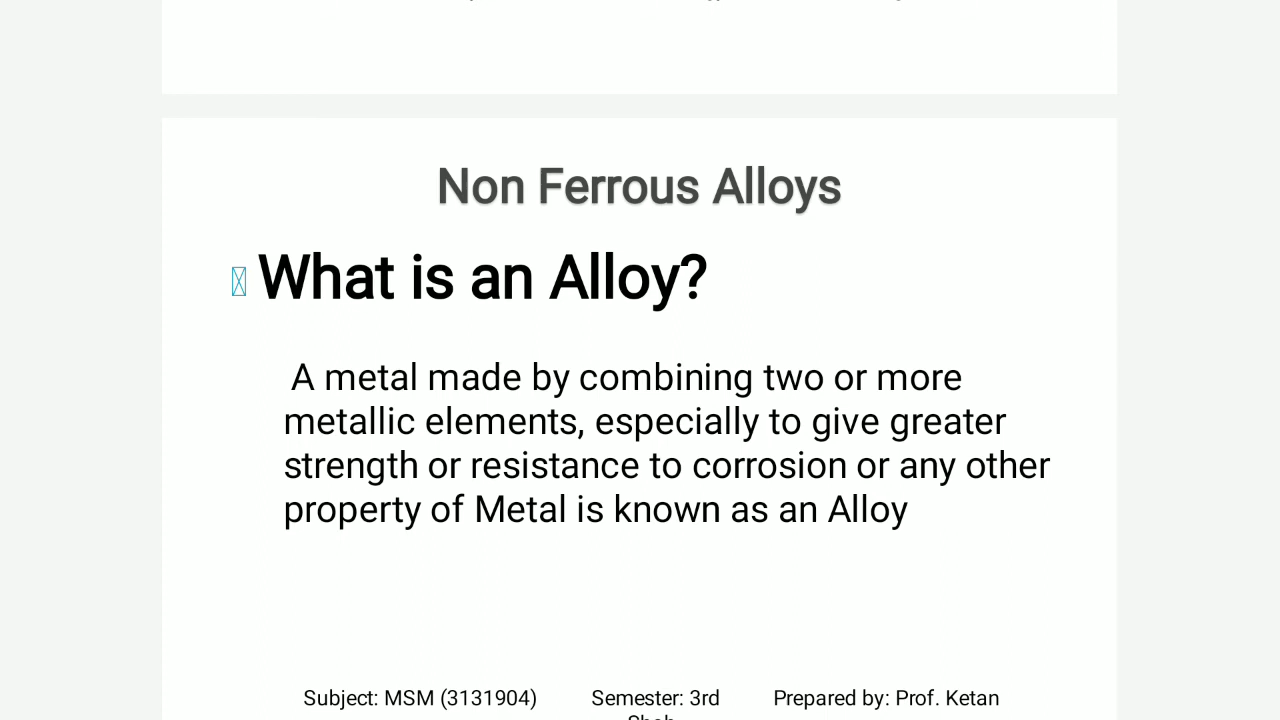 Non Ferrous Alloys
What is an Alloy?
A metal made by combining two or more
metallic elements, especially to give greater
strength or resistance to corrosion or any other
property of Metal is known as an Alloy
Subject: MSM (3131904) Semester: 3rd Prepared by: Prof. Ketan